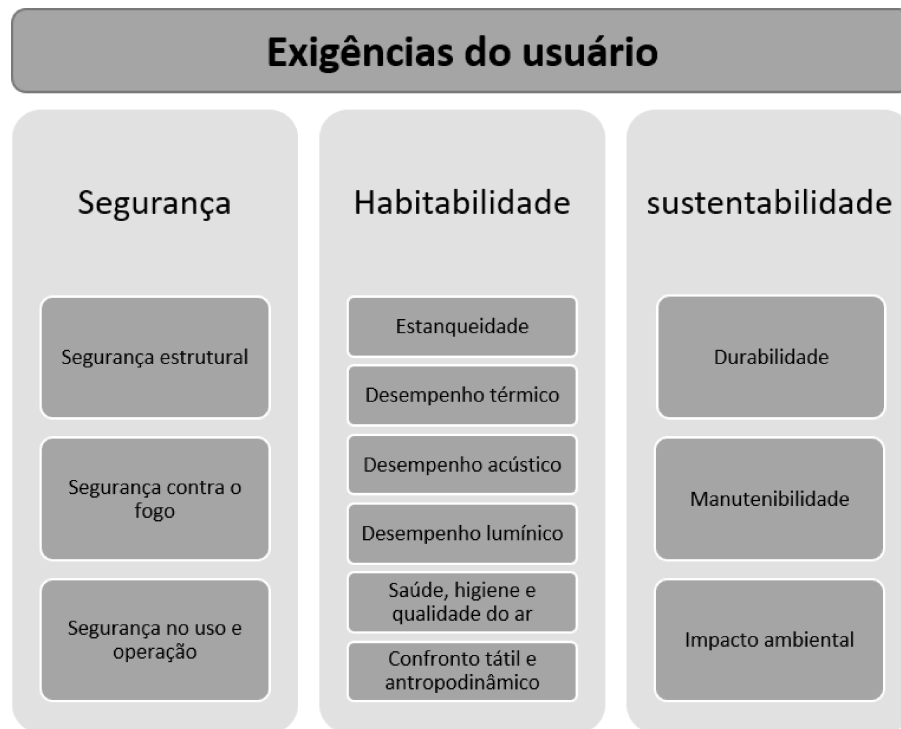 Exigências do usuário
Segurança
Segurança estrutural
Segurança contra o
fogo
Segurança no uso e
operação
Habitabilidade
Estanqueidade
Desempenho térmico
Desempenho acústico
Desempenho lumínico
Saúde, higiene e
qualidade do ar
Confronto tátil e
antropodinâmico
sustentabilidade
Durabilidade
Manutenibilidade
Impacto ambiental